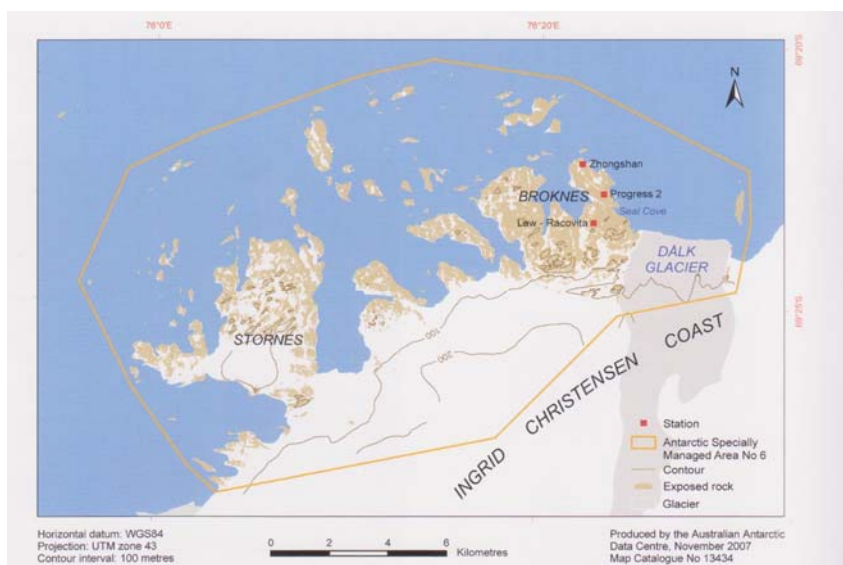 76°0'E
76°20'E
69°20'S
N
Zhongshan
BROKNES
Progress 2
Seal Cove
Law - Racovita
DÅLK
GLACIER
69°25'S
STORNES
100
200
INGRID CHRISTENSEN COAST
Station
Antarctic Specially
Managed Area No 6
Contour
Exposed rock
Glacier
Horizontal datum: WGS84
Projection: UTM zone 43
Contour interval: 100 metres
0 2 4 6
Kilometres
Produced by the Australian Antarctic
Data Centre, November 2007
Map Catalogue No 13434